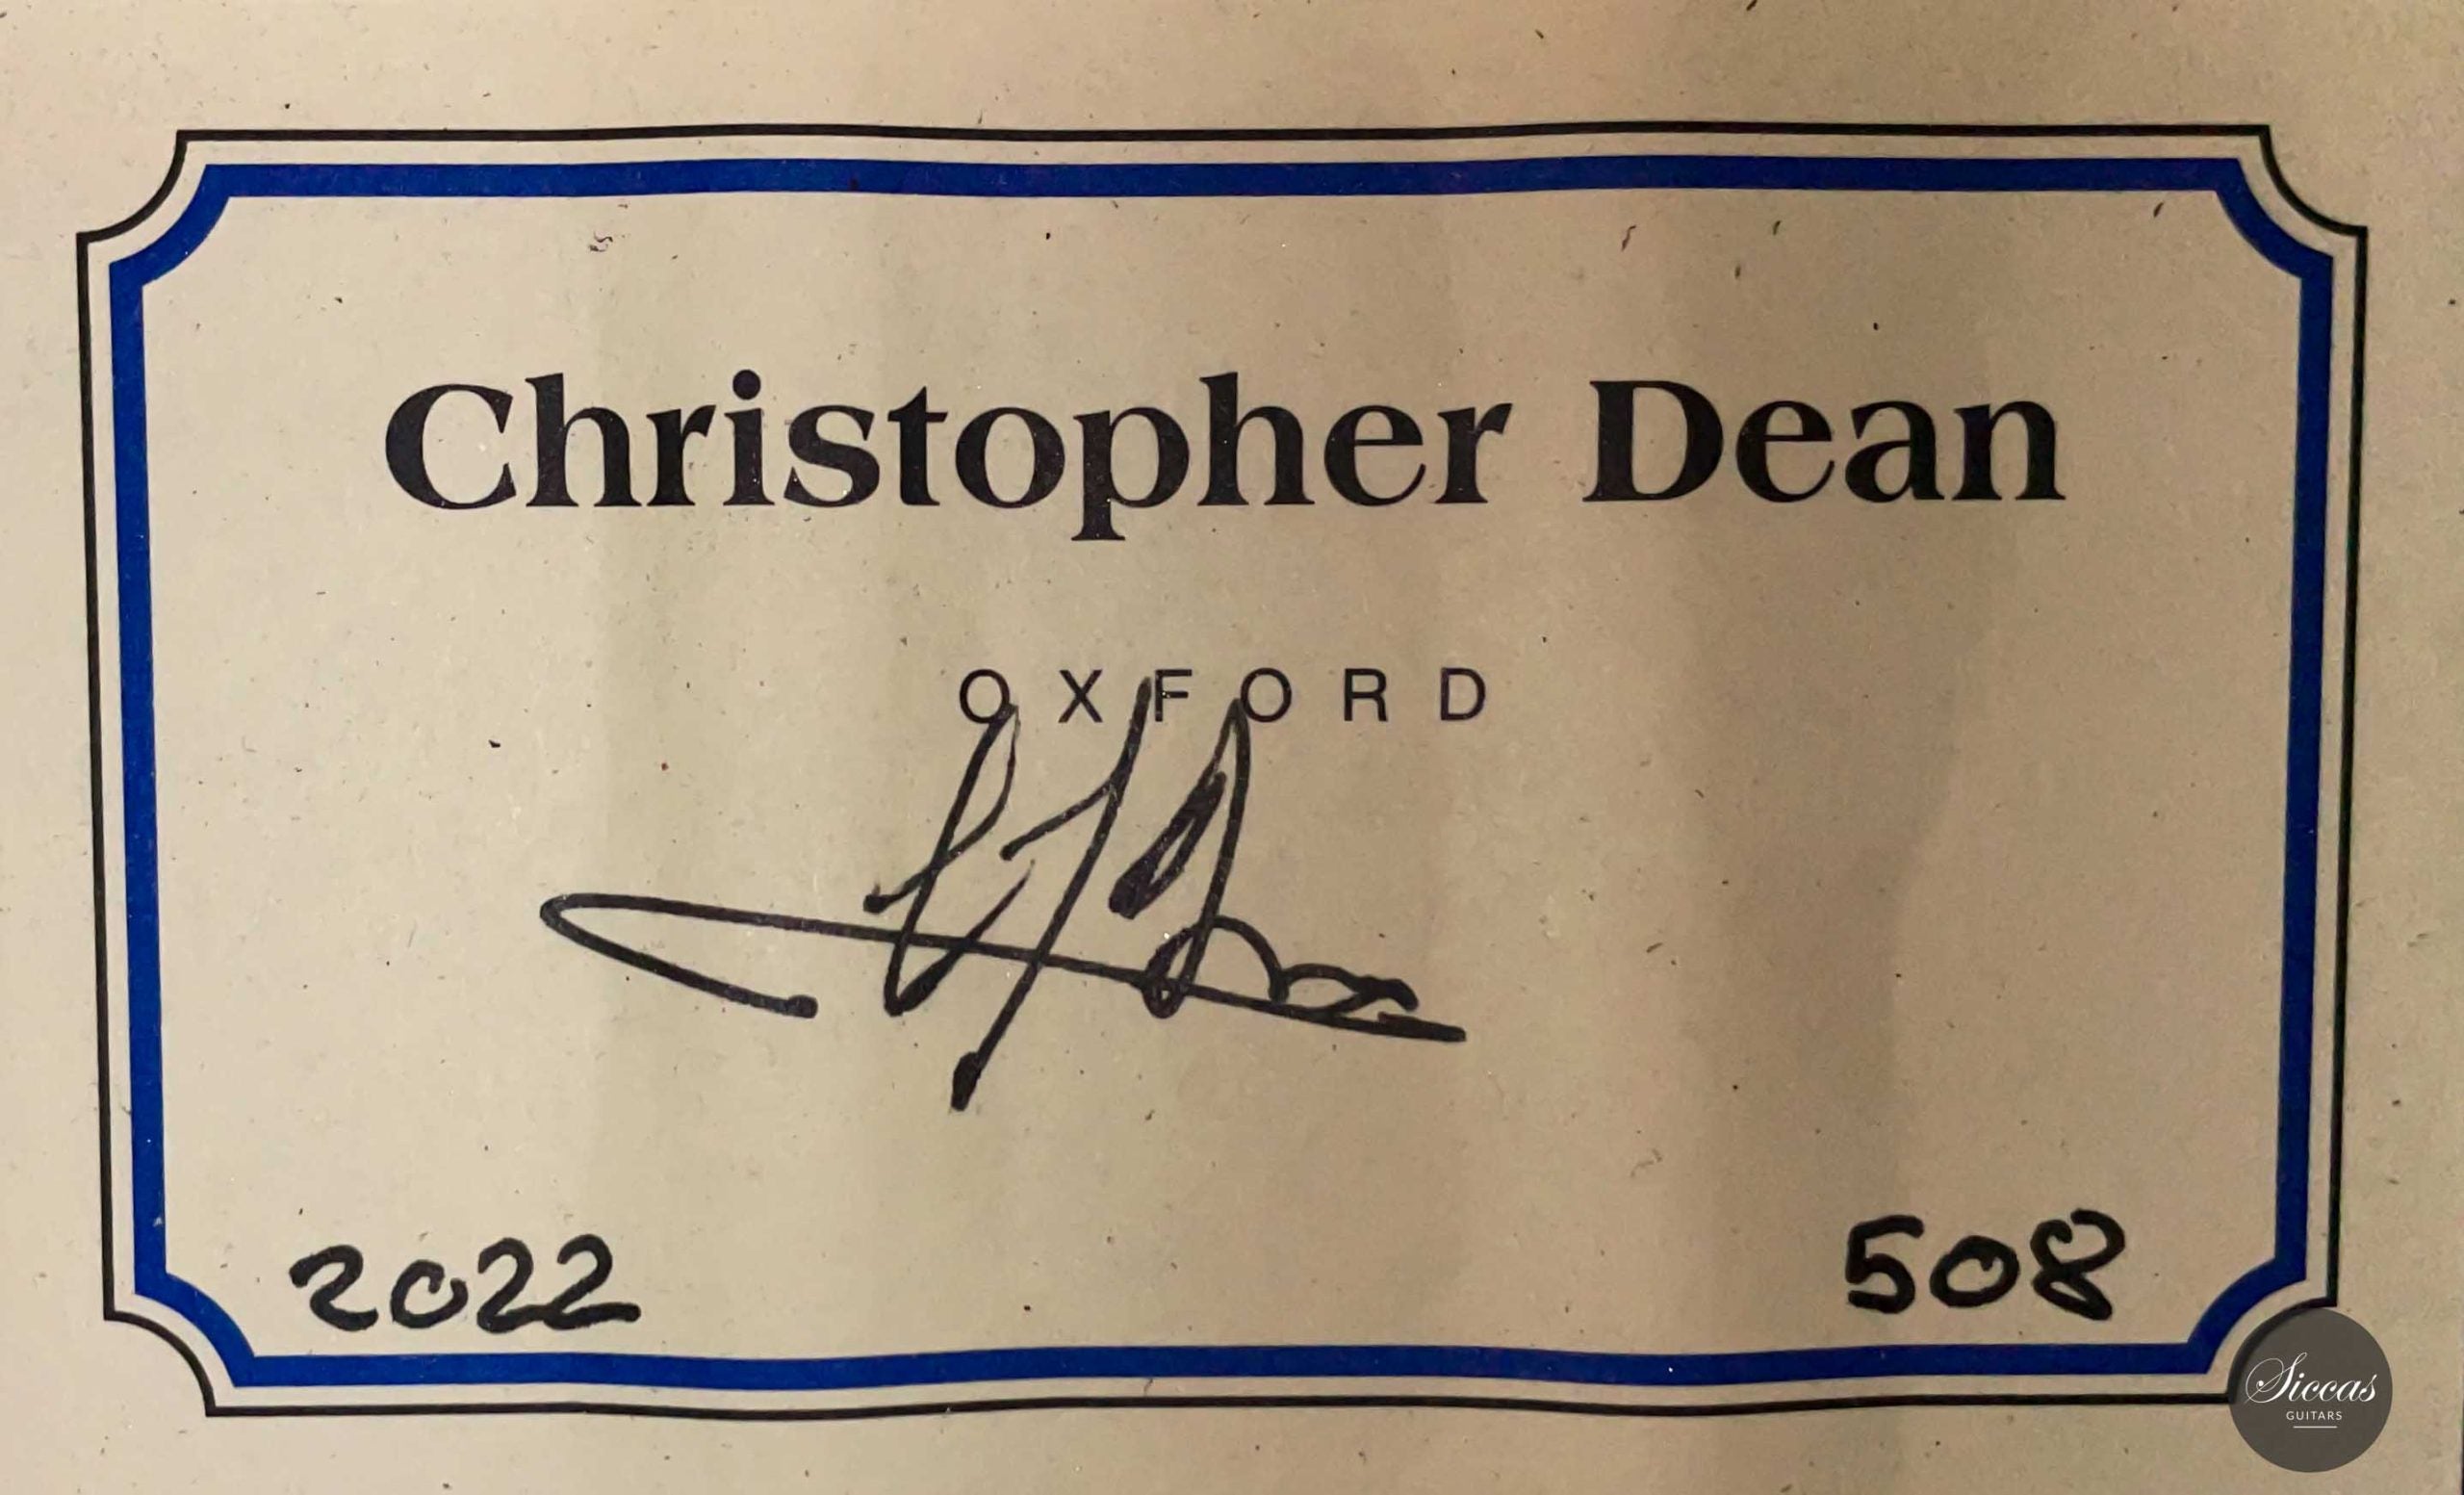 Christopher Dean
OXFORD
2022
508
Siccas
GUITARS